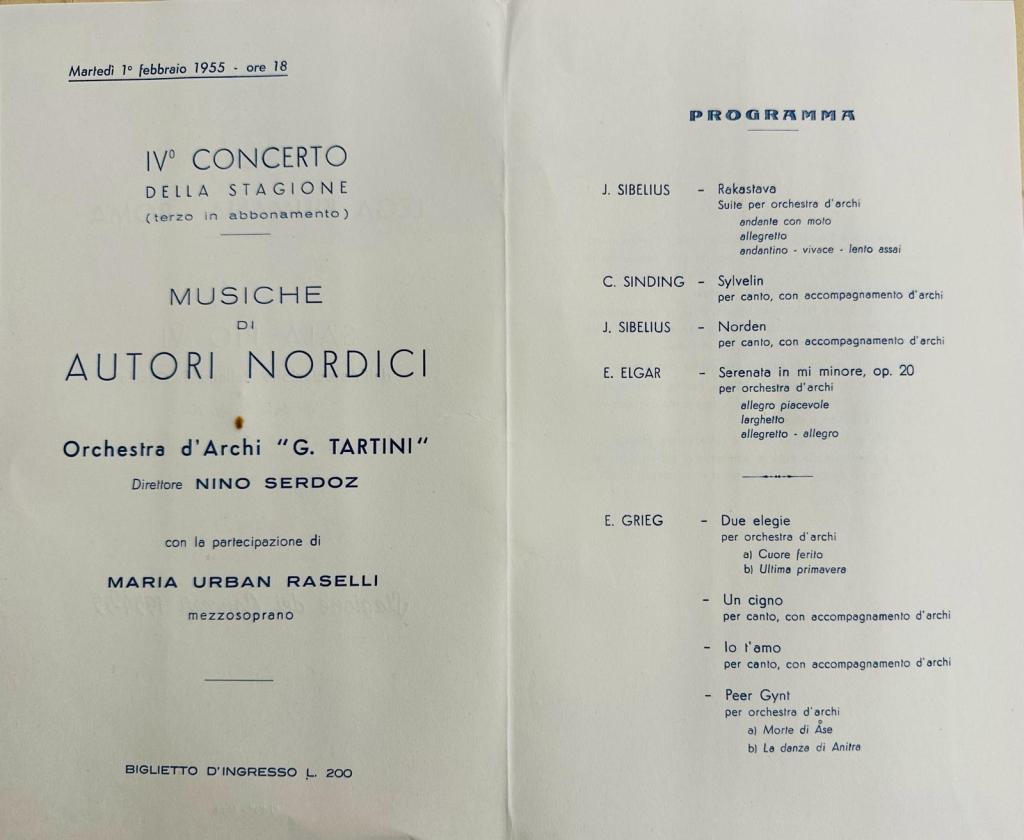 Martedì 1º febbraio 1955 - ore 18
IVº CONCERTO
DELLA STAGIONE
(terzo in abbonamento)
MUSICHE
DI
AUTORI NORDICI
Orchestra d'Archi "G. TARTINI"
Direttore NINO SERDOZ
con la partecipazione di
MARIA URBAN RASELLI
mezzosoprano
BIGLIETTO D'INGRESSO L. 200
PROGRAMMA
J. SIBELIUS - Rakastava
Suite per orchestra d'archi
andante con moto
allegretto
andantino - vivace - lento assai
C. SINDING - Sylvelin
per canto, con accompagnamento d'archi
J. SIBELIUS - Norden
per canto, con accompagnamento d'archi
E. ELGAR - Serenata in mi minore, op. 20
per orchestra d'archi
allegro piacevole
larghetto
allegretto - allegro
E. GRIEG - Due elegie
per orchestra d'archi
a) Cuore ferito
b) Ultima primavera
- Un cigno
per canto, con accompagnamento d'archi
- Io t'amo
per canto, con accompagnamento d'archi
- Peer Gynt
per orchestra d'archi
a) Morte di Åse
b) La danza di Anitra